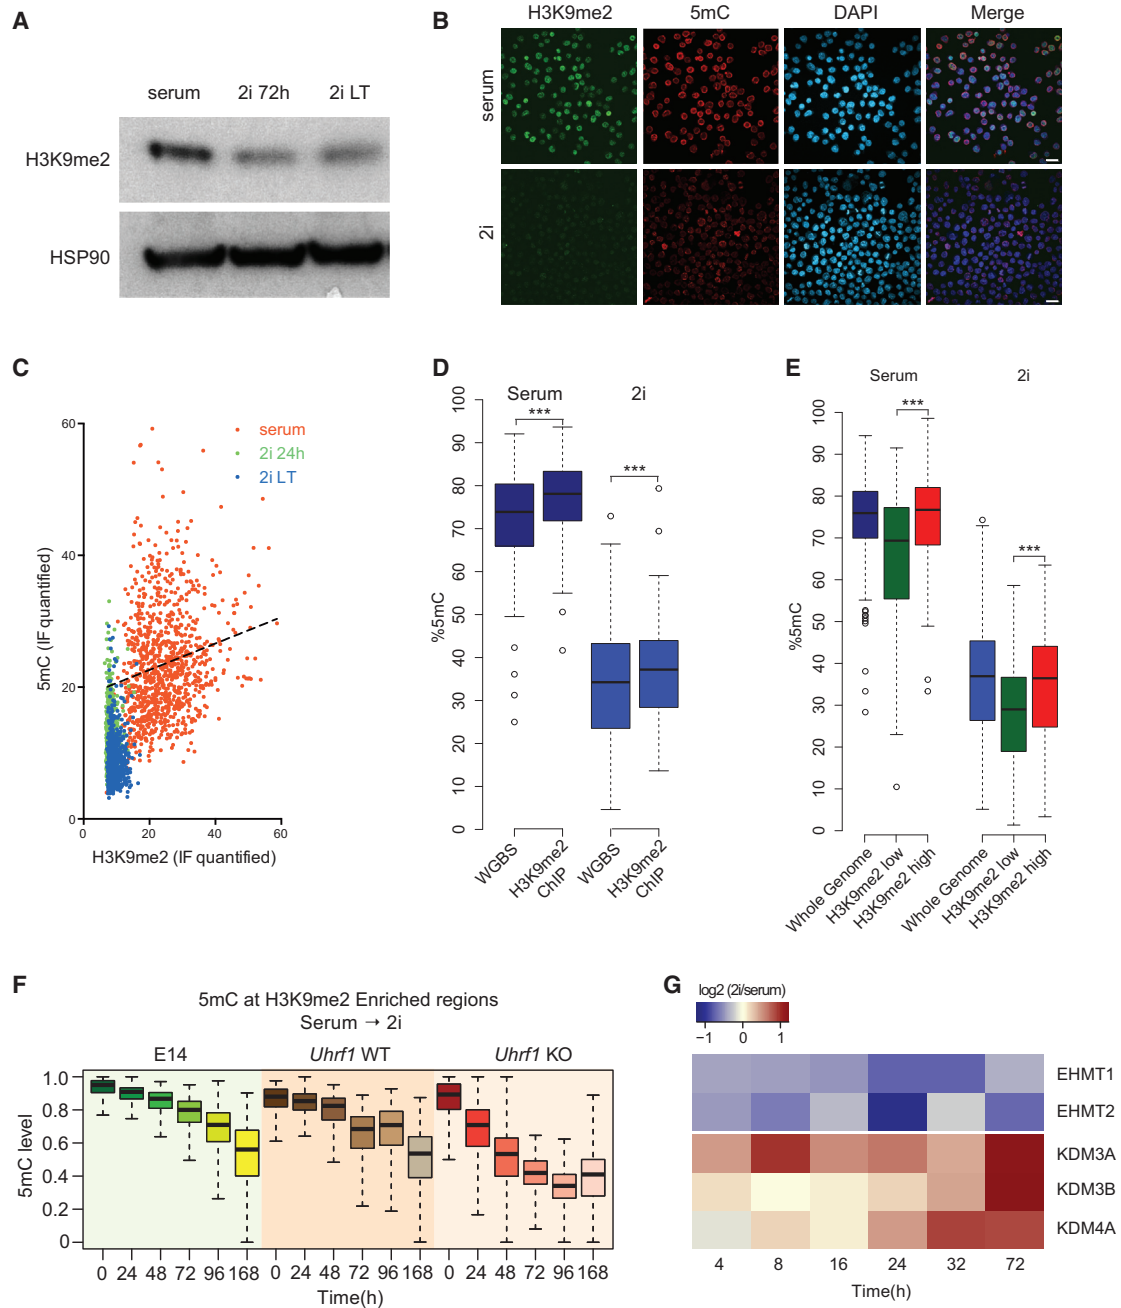 A
serum
2i 72h
2i LT
H3K9me2
HSP90
B
H3K9me2
5mC
DAPI
Merge
serum
2i
C
60
40
20
0
0
20
40
60
5mC (IF quantified)
H3K9me2 (IF quantified)
serum
2i 24h
2i LT
D
Serum
2i
***
***
100
90
80
70
60
50
40
30
20
10
0
%5mC
WGBS
H3K9me2 ChIP
WGBS
H3K9me2 ChIP
E
Serum
2i
***
***
100
90
80
70
60
50
40
30
20
10
0
%5mC
Whole Genome
H3K9me2 low
H3K9me2 high
Whole Genome
H3K9me2 low
H3K9me2 high
F
5mC at H3K9me2 Enriched regions
Serum → 2i
E14
Uhrf1 WT
Uhrf1 KO
1.0
0.8
0.6
0.4
0.2
0
5mC level
0 24 48 72 96 168 0 24 48 72 96 168 0 24 48 72 96 168
Time(h)
G
log2 (2i/serum)
−1 0 1
EHMT1
EHMT2
KDM3A
KDM3B
KDM4A
4 8 16 24 32 72
Time(h)